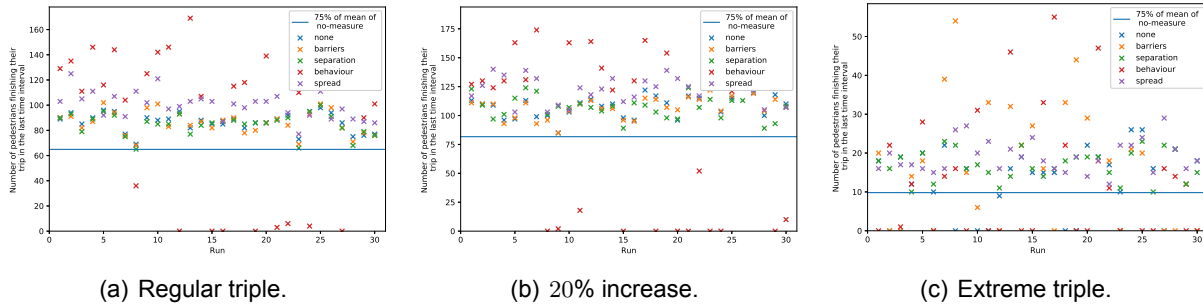 Number of pedestrians finishing their
trip in the last time interval
160
140
120
100
80
60
40
20
0
0 5 10 15 20 25 30
Run
75% of mean of
no-measure
none
barriers
separation
behaviour
spread
(a) Regular triple.
Number of pedestrians finishing their
trip in the last time interval
175
150
125
100
75
50
25
0
0 5 10 15 20 25 30
Run
75% of mean of
no-measure
none
barriers
separation
behaviour
spread
(b) 20% increase.
Number of pedestrians finishing their
trip in the last time interval
50
40
30
20
10
0
0 5 10 15 20 25 30
Run
75% of mean of
no-measure
none
barriers
separation
behaviour
spread
(c) Extreme triple.